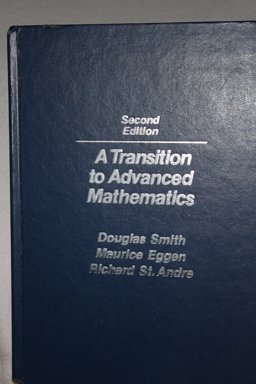 Second
Edition
A Transition
to Advanced
Mathematics
Douglas Smith
Maurice Eggen
Richard St. Andre